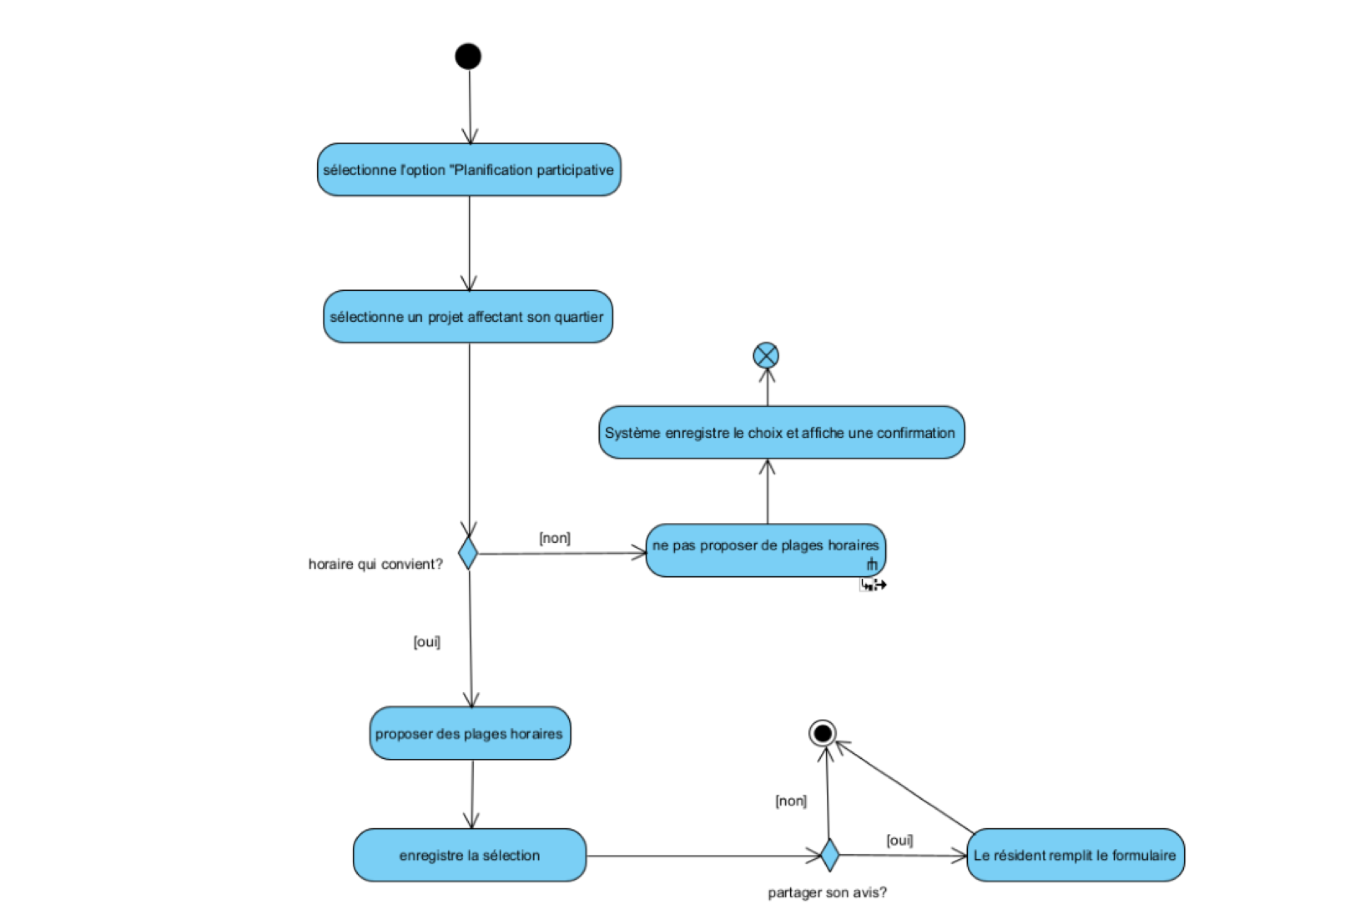 sélectionne l'option "Planification participative
sélectionne un projet affectant son quartier
Système enregistre le choix et affiche une confirmation
[non]
ne pas proposer de plages horaires
horaire qui convient?
[oui]
proposer des plages horaires
[non]
[oui]
enregistre la sélection
Le résident remplit le formulaire
partager son avis?